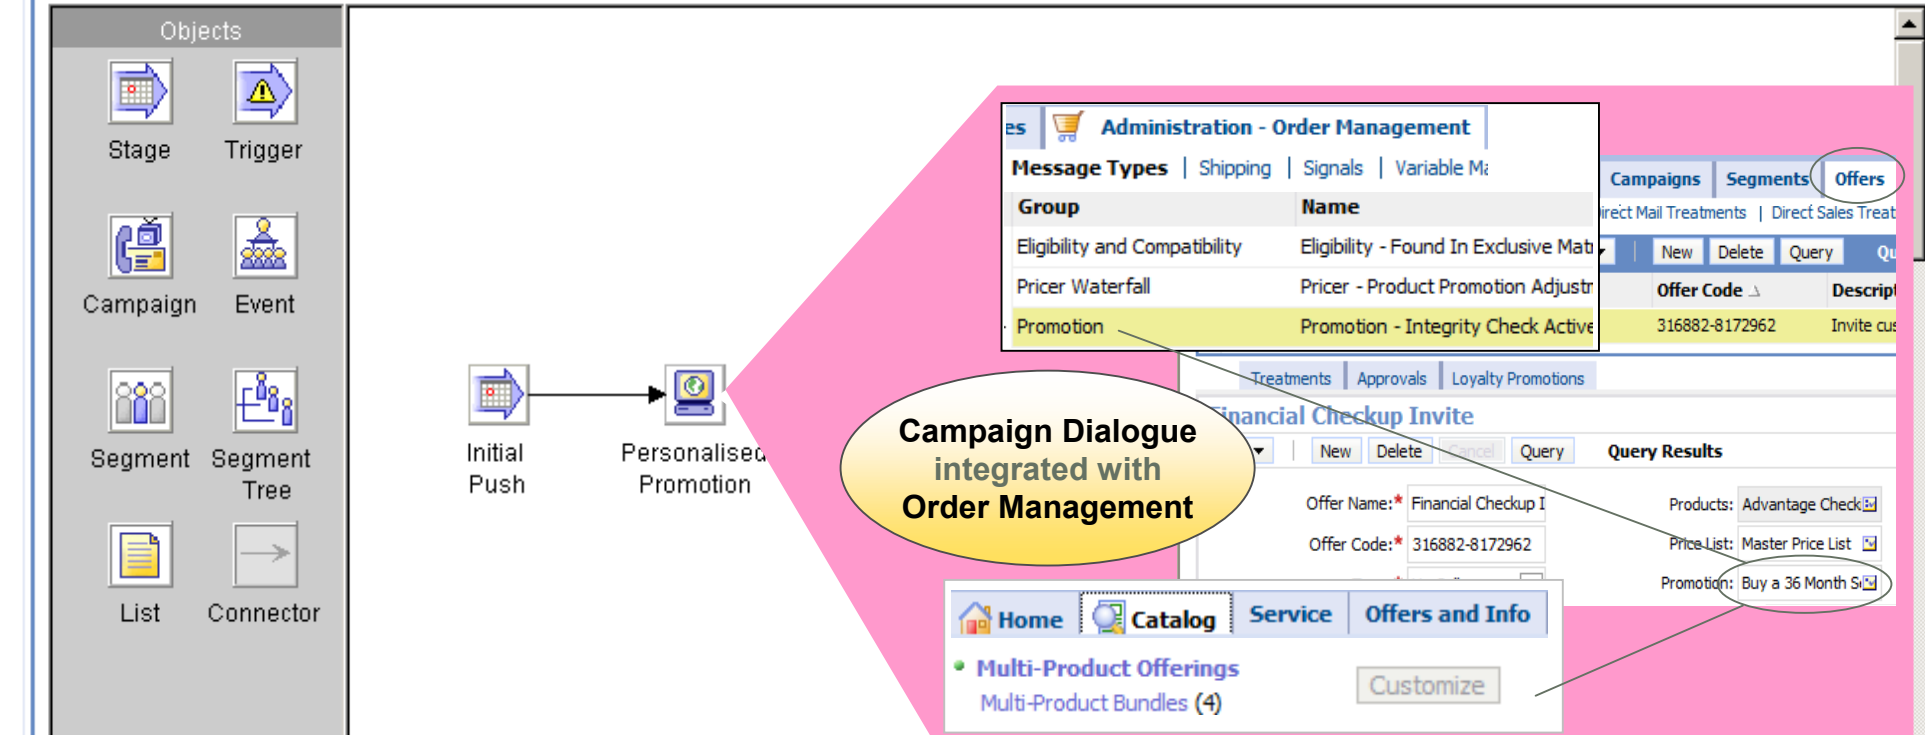 Objects
Stage Trigger
Campaign Event
Segment Segment Tree
List Connector
Initial Push
Personalised Promotion
Campaign Dialogue
integrated with
Order Management
es Administration - Order Management
Message Types | Shipping | Signals | Variable Ma
Group Name
Eligibility and Compatibility Eligibility - Found In Exclusive Mat
Pricer Waterfall Pricer - Product Promotion Adjustm
Promotion Promotion - Integrity Check Active
Campaigns Segments Offers
Direct Mail Treatments | Direct Sales Treat
New Delete Query Qu
Offer Code Descript
316882-8172962 Invite cus
Treatments Approvals Loyalty Promotions
Financial Checkup Invite
New Delete Cancel Query Query Results
Offer Name:* Financial Checkup I Products: Advantage Check
Offer Code:* 316882-8172962 Price List: Master Price List
Promotion: Buy a 36 Month S
Home Catalog Service Offers and Info
Multi-Product Offerings Customize
Multi-Product Bundles (4)